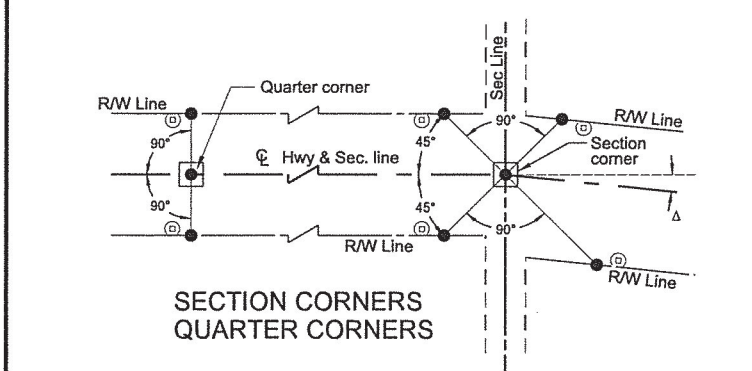 Sec Line
Quarter corner
R/W Line
R/W Line
90°
45°
90°
Section
corner
℄ Hwy & Sec. line
90°
45°
90°
Δ
R/W Line
R/W Line
SECTION CORNERS
QUARTER CORNERS